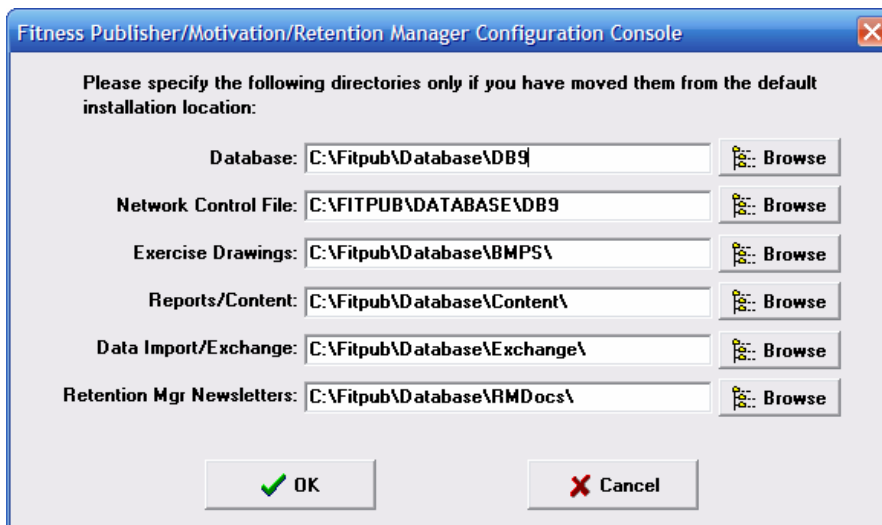 Fitness Publisher/Motivation/Retention Manager Configuration Console
Please specify the following directories only if you have moved them from the default
installation location:
Database: C:\Fitpub\Database\DB9 Browse
Network Control File: C:\FITPUB\DATABASE\DB9 Browse
Exercise Drawings: C:\Fitpub\Database\BMPS\ Browse
Reports/Content: C:\Fitpub\Database\Content\ Browse
Data Import/Exchange: C:\Fitpub\Database\Exchange\ Browse
Retention Mgr Newsletters: C:\Fitpub\Database\RMDocs\ Browse
OK Cancel